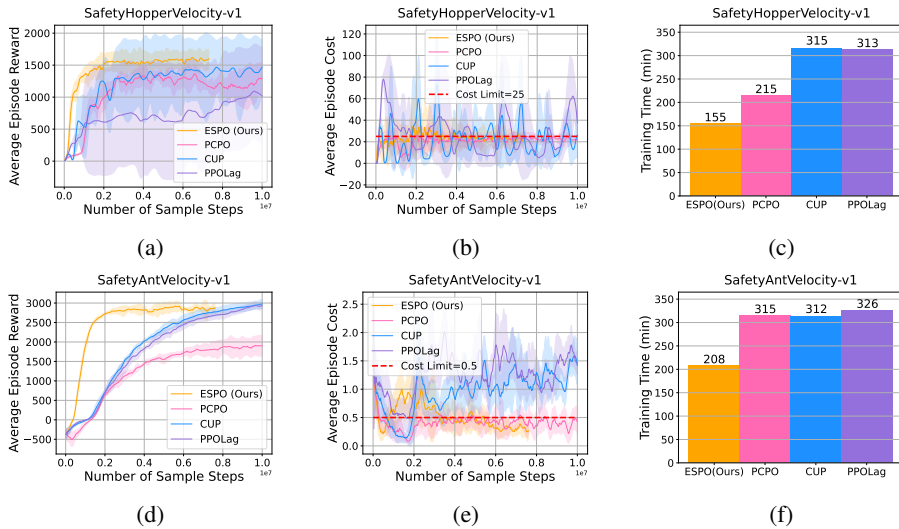 SafetyHopperVelocity-v1
Average Episode Reward
2000
1500
1000
500
0
ESPO (Ours)
PCPO
CUP
PPOLag
0.0 0.2 0.4 0.6 0.8 1.0
1e7
Number of Sample Steps
(a)
SafetyHopperVelocity-v1
Average Episode Cost
120
100
80
60
40
20
0
−20
ESPO (Ours)
PCPO
CUP
PPOLag
Cost Limit=25
0.0 0.2 0.4 0.6 0.8 1.0
1e7
Number of Sample Steps
(b)
SafetyHopperVelocity-v1
Training Time (min)
350
300
250
200
150
100
50
0
155
215
315
313
ESPO(Ours) PCPO CUP PPOLag
(c)
SafetyAntVelocity-v1
Average Episode Reward
3000
2500
2000
1500
1000
500
0
−500
ESPO (Ours)
PCPO
CUP
PPOLag
0.0 0.2 0.4 0.6 0.8 1.0
1e7
Number of Sample Steps
(d)
SafetyAntVelocity-v1
Average Episode Cost
2.5
2.0
1.5
1.0
0.5
0.0
ESPO (Ours)
PCPO
CUP
PPOLag
Cost Limit=0.5
0.0 0.2 0.4 0.6 0.8 1.0
1e7
Number of Sample Steps
(e)
SafetyAntVelocity-v1
Training Time (min)
350
300
250
200
150
100
50
0
208
315
312
326
ESPO(Ours) PCPO CUP PPOLag
(f)